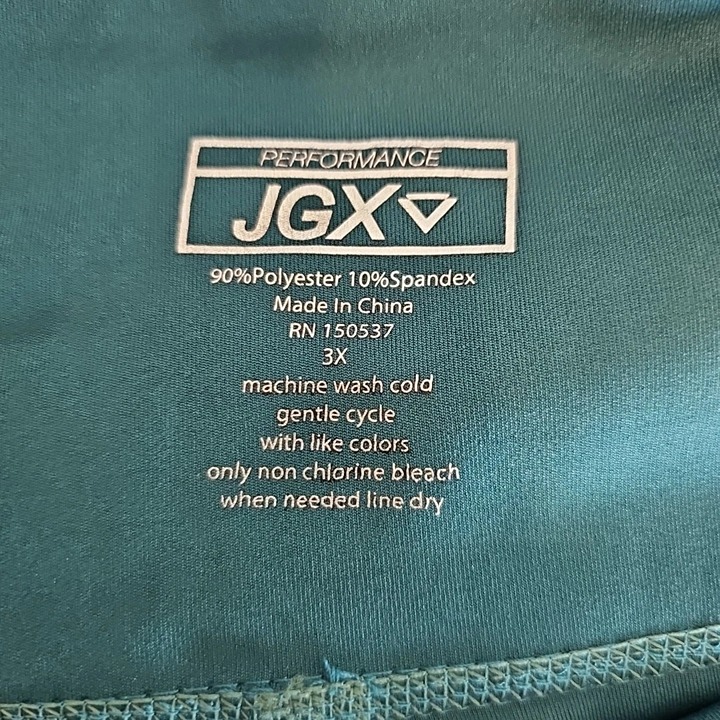 PERFORMANCE
JGX
90%Polyester 10%Spandex
Made In China
RN 150537
3X
machine wash cold
gentle cycle
with like colors
only non chlorine bleach
when needed line dry